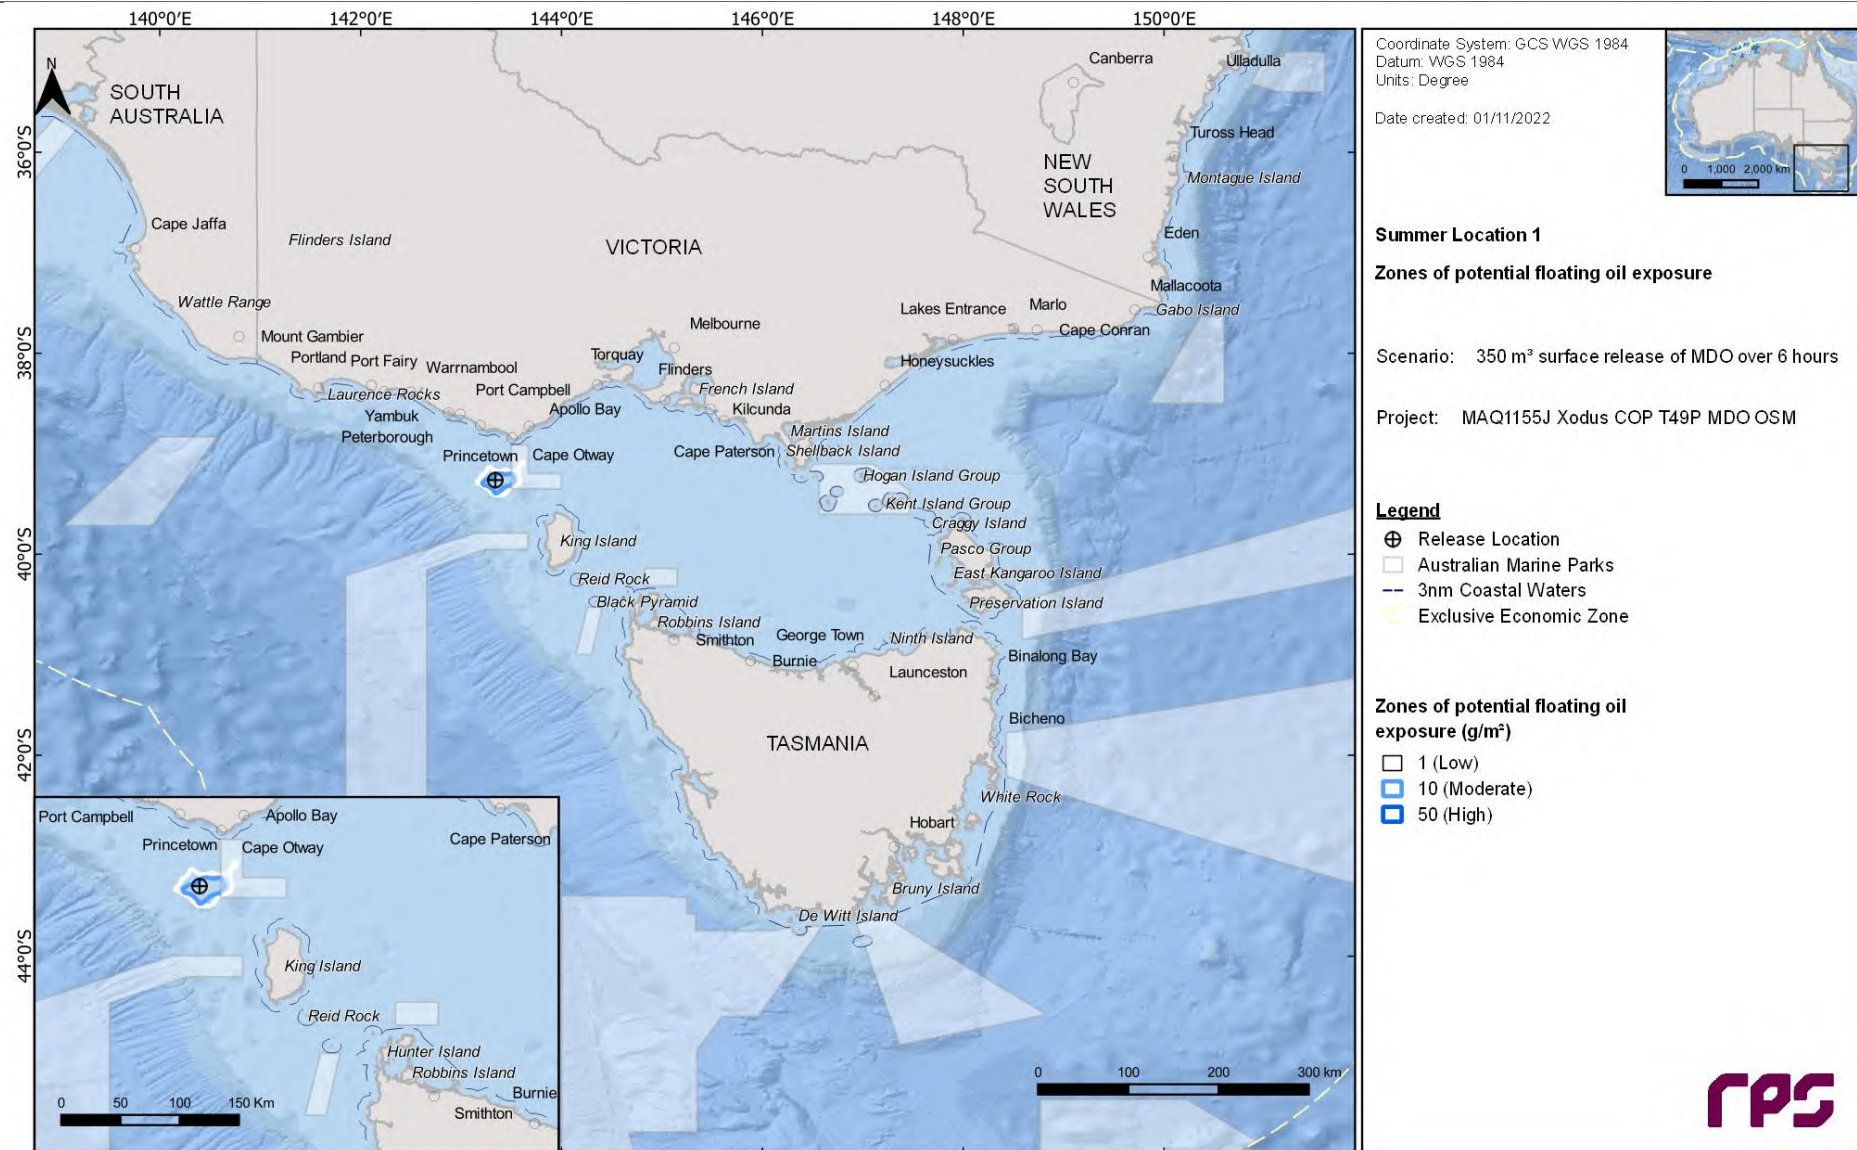 140°0'E 142°0'E 144°0'E 146°0'E 148°0'E 150°0'E
36°0'S
38°0'S
40°0'S
42°0'S
44°0'S
N
SOUTH
AUSTRALIA
Canberra
Ulladulla
Tuross Head
NEW
SOUTH
WALES
Montague Island
Cape Jaffa
Flinders Island
VICTORIA
Eden
Wattle Range
Mallacoota
Gabo Island
Lakes Entrance
Marlo
Cape Conran
Melbourne
Mount Gambier
Portland
Port Fairy
Warrnambool
Torquay
Flinders
Honeysuckles
Laurence Rocks
Port Campbell
French Island
Yambuk
Apollo Bay
Kilcunda
Peterborough
Martins Island
Princetown
Cape Otway
Cape Paterson
Shellback Island
Hogan Island Group
Kent Island Group
Craggy Island
King Island
Pasco Group
Reid Rock
East Kangaroo Island
Black Pyramid
Preservation Island
Robbins Island
Smithton
George Town
Ninth Island
Burnie
Binalong Bay
Launceston
Bicheno
TASMANIA
White Rock
Hobart
Bruny Island
De Witt Island
0 100 200 300 km
Port Campbell
Apollo Bay
Princetown
Cape Otway
Cape Paterson
King Island
Reid Rock
Hunter Island
Robbins Island
Burnie
Smithton
0 50 100 150 Km
Coordinate System: GCS WGS 1984
Datum: WGS 1984
Units: Degree
Date created: 01/11/2022
0 1,000 2,000 km
Summer Location 1
Zones of potential floating oil exposure
Scenario: 350 m³ surface release of MDO over 6 hours
Project: MAQ1155J Xodus COP T49P MDO OSM
Legend
Release Location
Australian Marine Parks
3nm Coastal Waters
Exclusive Economic Zone
Zones of potential floating oil
exposure (g/m²)
1 (Low)
10 (Moderate)
50 (High)
rps